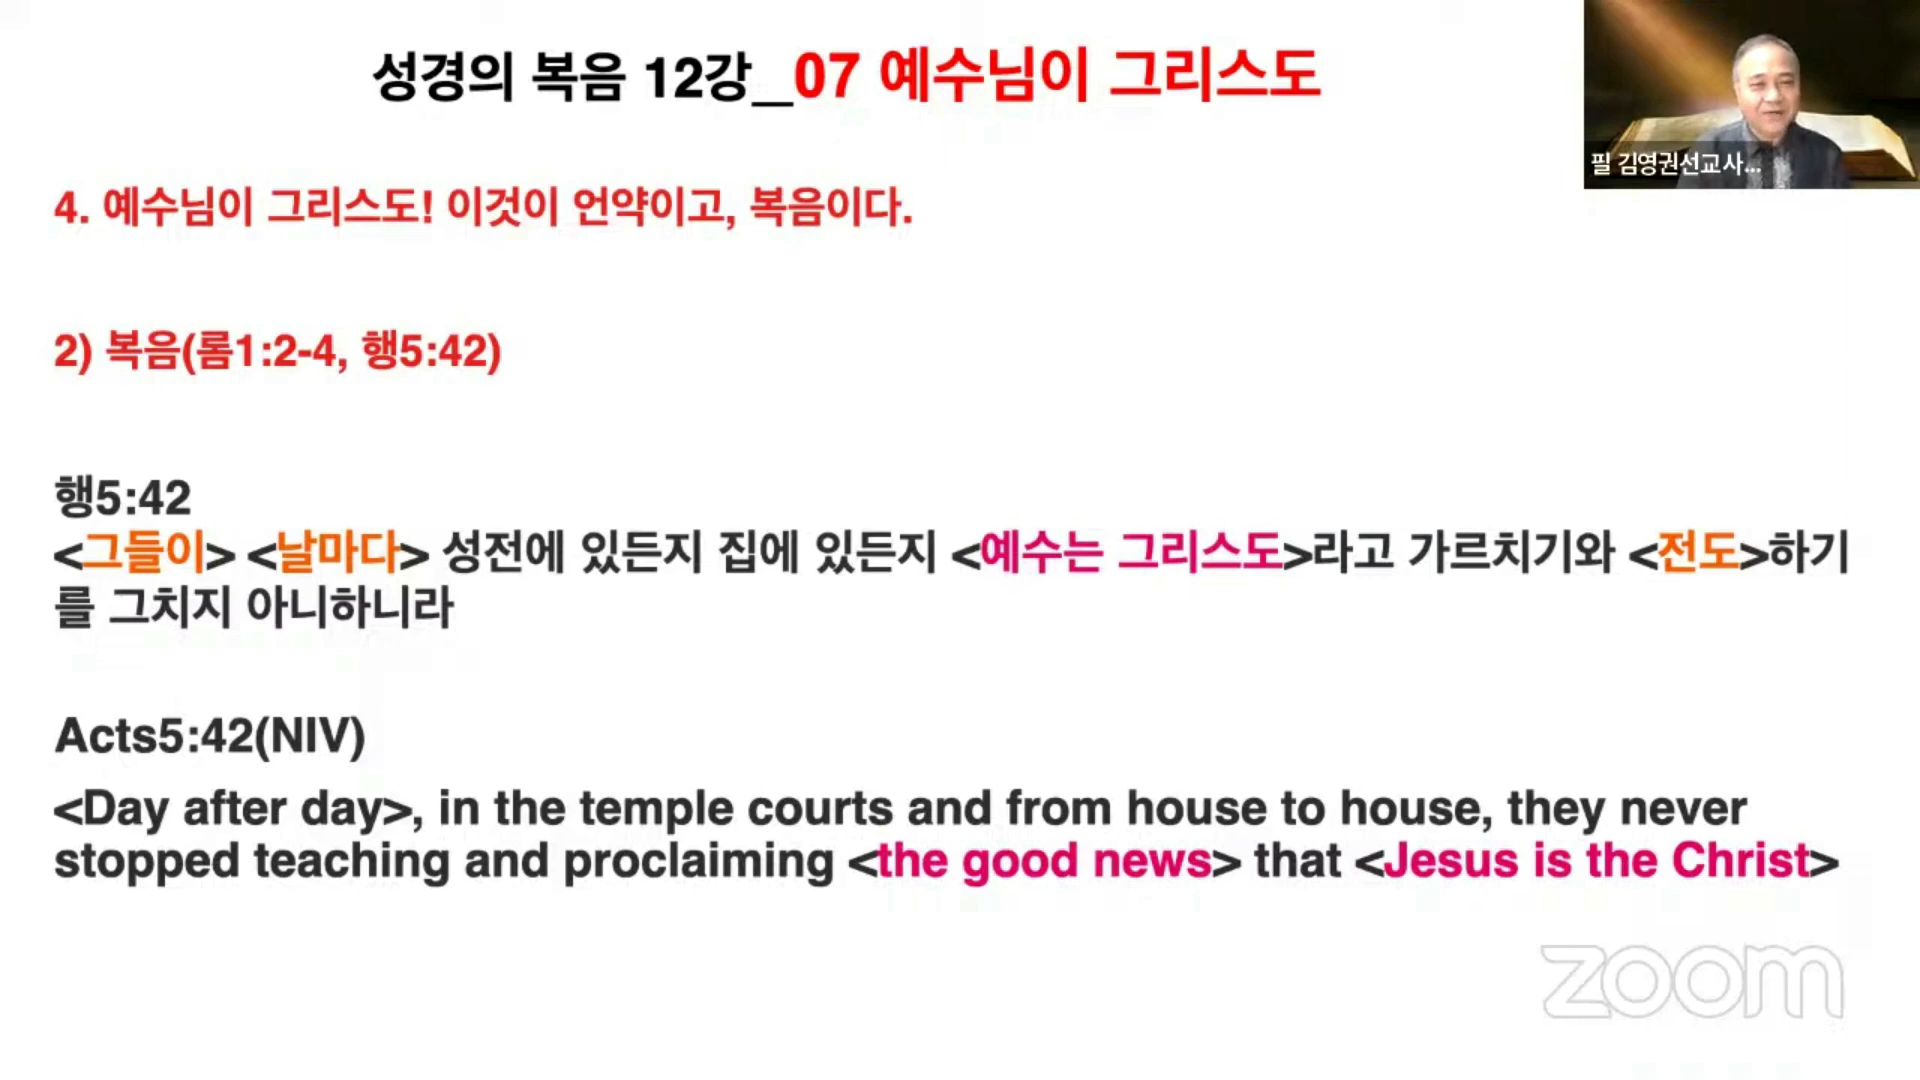 성경의 복음 12강_07 예수님이 그리스도
필 김영권선교사...
4. 예수님이 그리스도! 이것이 언약이고, 복음이다.
2) 복음(롬1:2-4, 행5:42)
행5:42
<그들이> <날마다> 성전에 있든지 집에 있든지 <예수는 그리스도>라고 가르치기와 <전도>하기
를 그치지 아니하니라
Acts5:42(NIV)
<Day after day>, in the temple courts and from house to house, they never
stopped teaching and proclaiming <the good news> that <Jesus is the Christ>
zoom